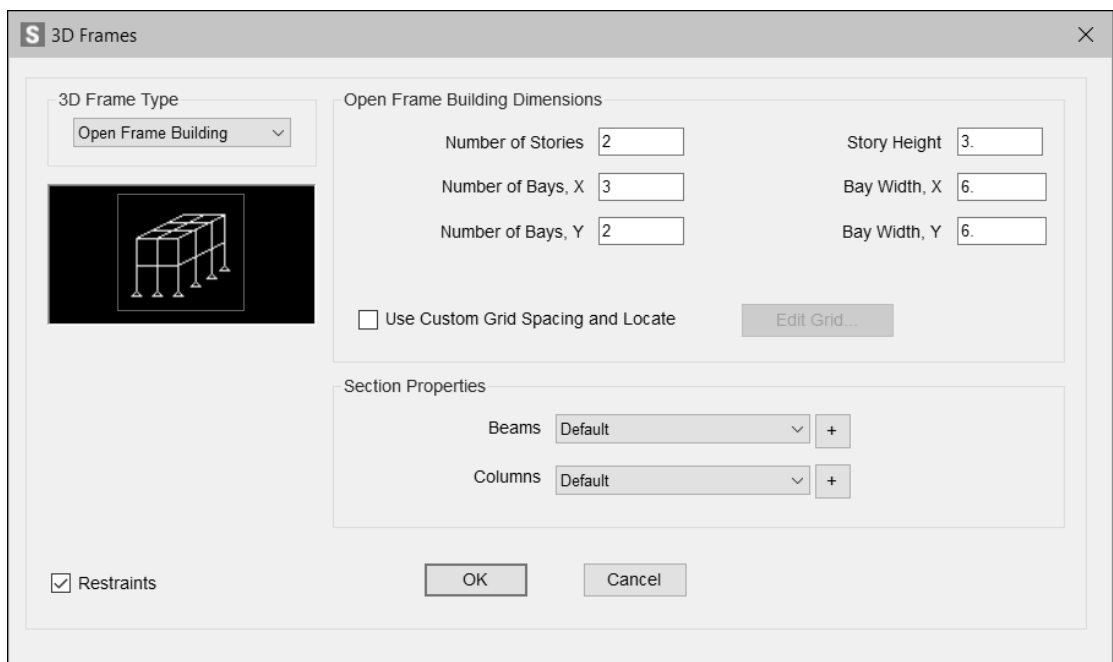 S 3D Frames
3D Frame Type
Open Frame Building
Open Frame Building Dimensions
Number of Stories 2 Story Height 3.
Number of Bays, X 3 Bay Width, X 6.
Number of Bays, Y 2 Bay Width, Y 6.
Use Custom Grid Spacing and Locate Edit Grid...
Section Properties
Beams Default +
Columns Default +
Restraints OK Cancel